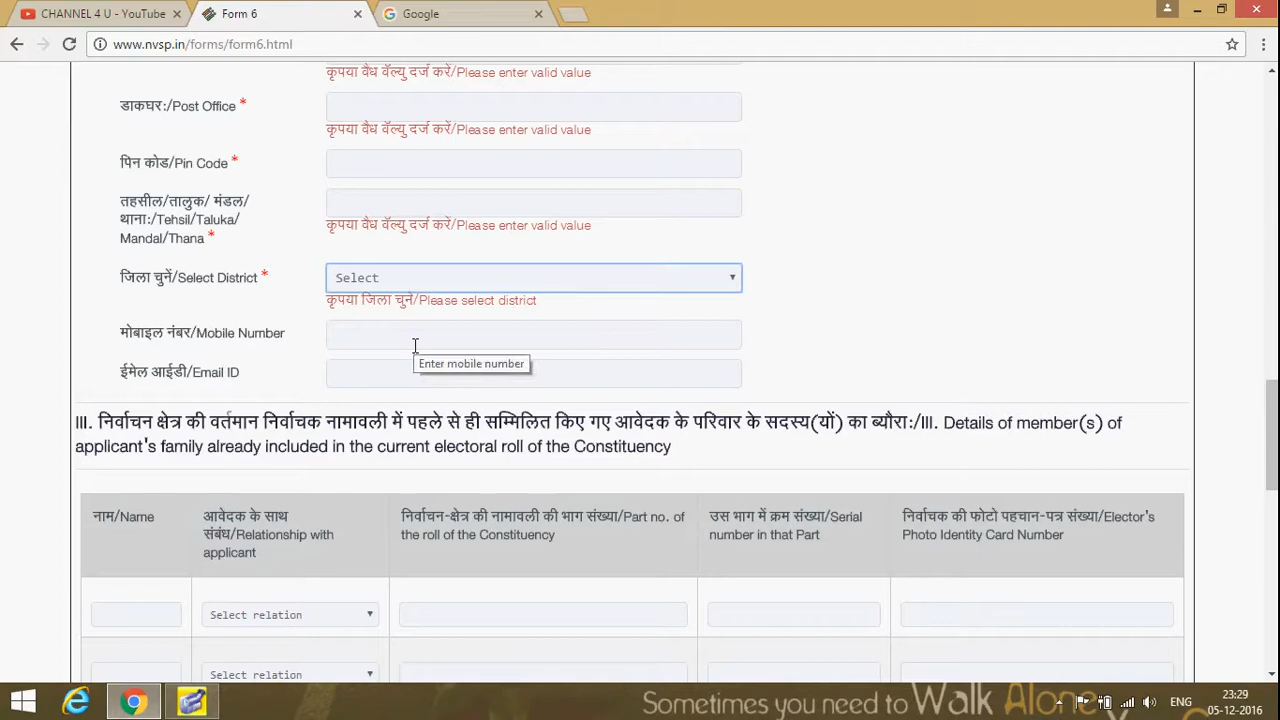 CHANNEL 4 U - YouTube
Form 6
Google
www.nvsp.in/forms/form6.html
कृपया वैध वॅल्यु दर्ज करें/Please enter valid value
डाकघर:/Post Office *
कृपया वैध वॅल्यु दर्ज करें/Please enter valid value
पिन कोड/Pin Code *
तहसील/तालुक/ मंडल/
थाना:/Tehsil/Taluka/
Mandal/Thana *
कृपया वैध वॅल्यु दर्ज करें/Please enter valid value
जिला चुनें/Select District *
Select
कृपया जिला चुनें/Please select district
मोबाइल नंबर/Mobile Number
Enter mobile number
ईमेल आईडी/Email ID
III. निर्वाचन क्षेत्र की वर्तमान निर्वाचक नामावली में पहले से ही सम्मिलित किए गए आवेदक के परिवार के सदस्य(यों) का ब्यौरा:/III. Details of member(s) of
applicant's family already included in the current electoral roll of the Constituency
नाम/Name
आवेदक के साथ
संबंध/Relationship with
applicant
निर्वाचन-क्षेत्र की नामावली की भाग संख्या/Part no. of
the roll of the Constituency
उस भाग में क्रम संख्या/Serial
number in that Part
निर्वाचक की फोटो पहचान-पत्र संख्या/Elector's
Photo Identity Card Number
Select relation
Select relation
Sometimes you need to Walk Alone
ENG
23:29
05-12-2016